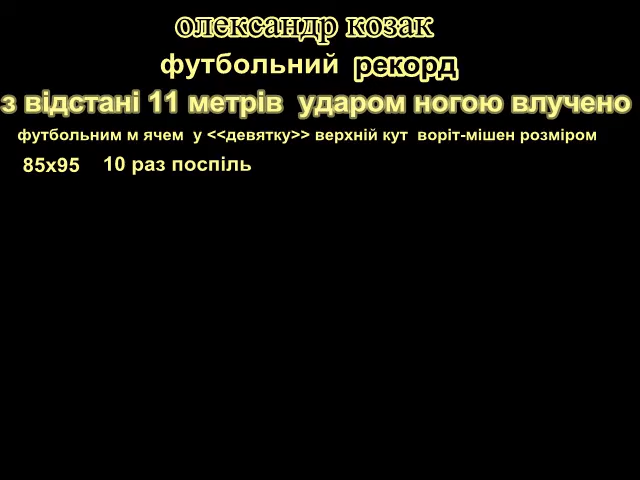 олександр козак
футбольний рекорд
з відстані 11 метрів ударом ногою влучено
футбольним м ячем у <<девятку>> верхній кут воріт-мішен розміром
85х95 10 раз поспіль